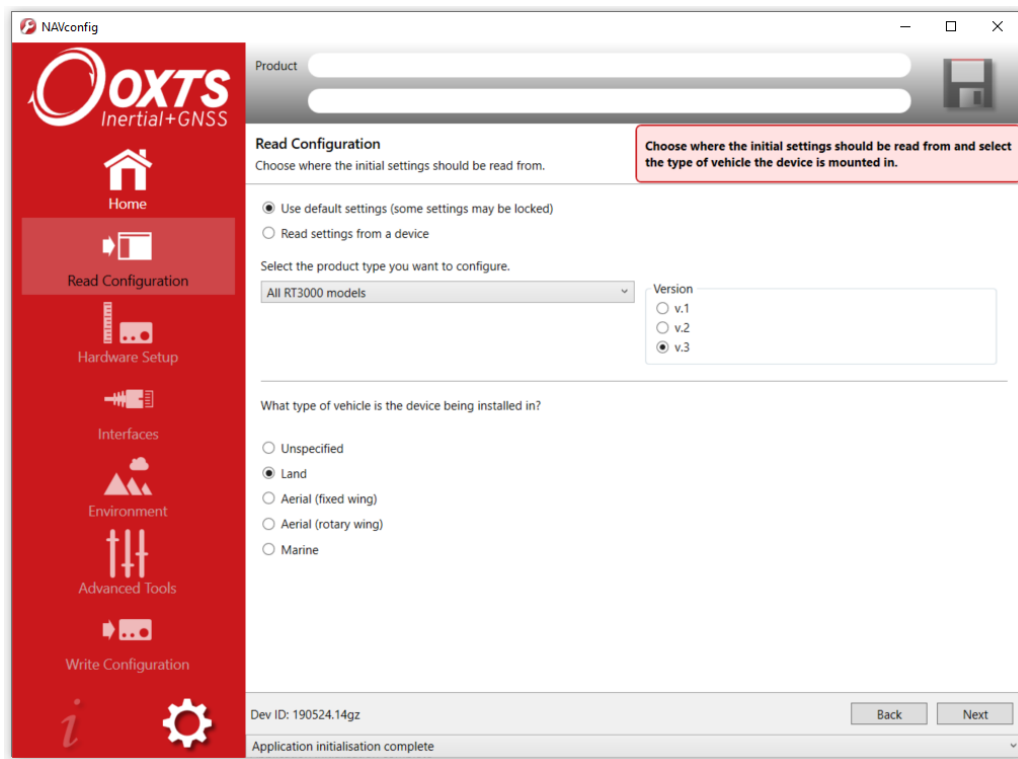 NAVconfig
OXTS
Inertial+GNSS
Home
Read Configuration
Hardware Setup
Interfaces
Environment
Advanced Tools
Write Configuration
i
Product
Read Configuration
Choose where the initial settings should be read from.
Choose where the initial settings should be read from and select
the type of vehicle the device is mounted in.
Use default settings (some settings may be locked)
Read settings from a device
Select the product type you want to configure.
All RT3000 models
Version
v.1
v.2
v.3
What type of vehicle is the device being installed in?
Unspecified
Land
Aerial (fixed wing)
Aerial (rotary wing)
Marine
Dev ID: 190524.14gz
Back
Next
Application initialisation complete